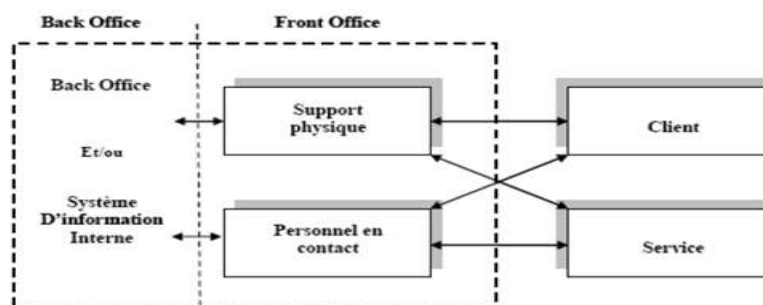 Back Office
Front Office
Back Office
Et/ou
Système
D'information
Interne
Support
physique
Personnel en
contact
Client
Service